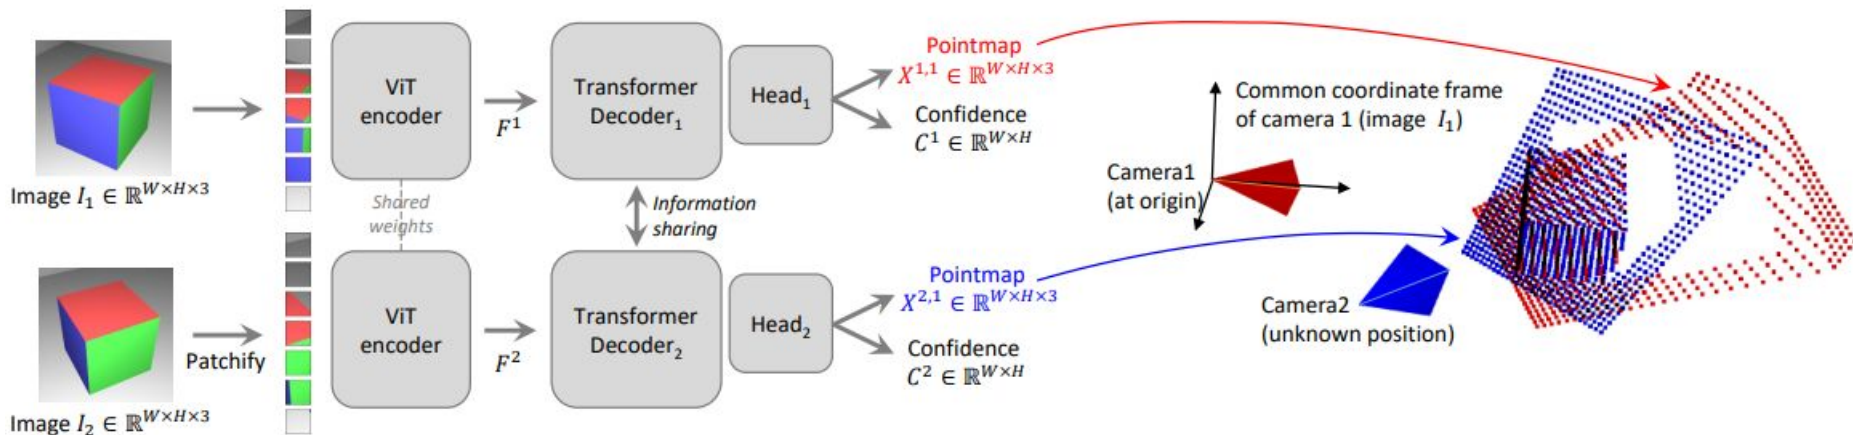 Image I₁ ∈ ℝ^{W×H×3}
ViT
encoder
F¹
Transformer
Decoder₁
Head₁
Pointmap
X^{1,1} ∈ ℝ^{W×H×3}
Confidence
C¹ ∈ ℝ^{W×H}
Shared
weights
Information
sharing
Image I₂ ∈ ℝ^{W×H×3}
Patchify
ViT
encoder
F²
Transformer
Decoder₂
Head₂
Pointmap
X^{2,1} ∈ ℝ^{W×H×3}
Confidence
C² ∈ ℝ^{W×H}
Common coordinate frame
of camera 1 (image I₁)
Camera1
(at origin)
Camera2
(unknown position)